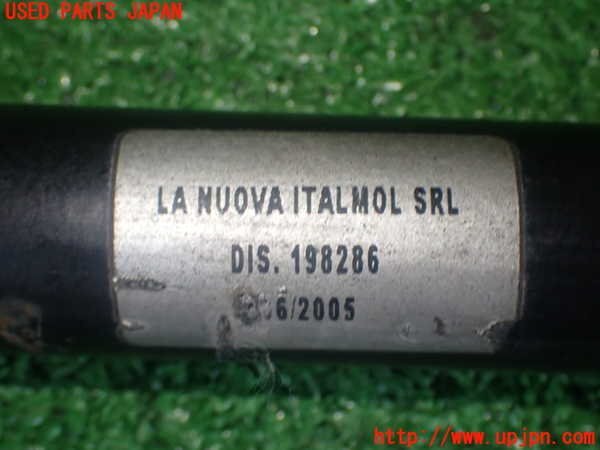 USED PARTS JAPAN
LA NUOVA ITALMOL SRL
DIS. 198286
6/2005
http://www.upjpn.com/